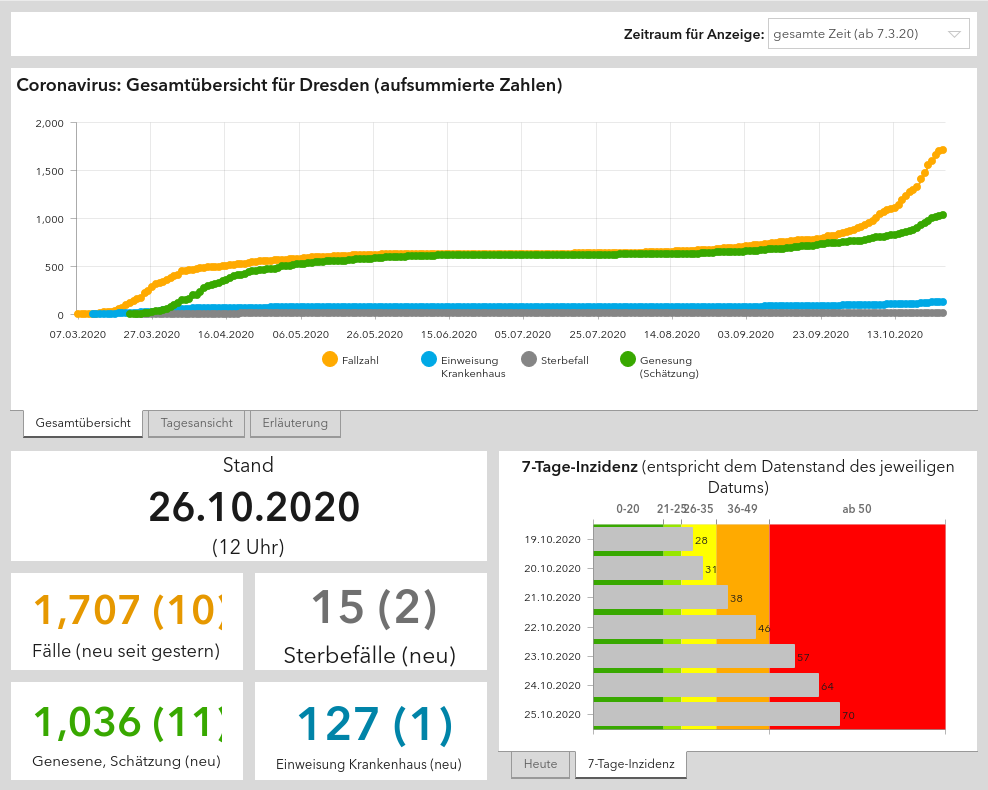 Zeitraum für Anzeige: gesamte Zeit (ab 7.3.20)
Coronavirus: Gesamtübersicht für Dresden (aufsummierte Zahlen)
2,000
1,500
1,000
500
0
07.03.2020 27.03.2020 16.04.2020 06.05.2020 26.05.2020 15.06.2020 05.07.2020 25.07.2020 14.08.2020 03.09.2020 23.09.2020 13.10.2020
Fallzahl
Einweisung
Krankenhaus
Sterbefall
Genesung
(Schätzung)
Gesamtübersicht Tagesansicht Erläuterung
Stand
26.10.2020
(12 Uhr)
1,707 (10)
Fälle (neu seit gestern)
15 (2)
Sterbefälle (neu)
1,036 (11)
Genesene, Schätzung (neu)
127 (1)
Einweisung Krankenhaus (neu)
7-Tage-Inzidenz (entspricht dem Datenstand des jeweiligen
Datums)
0-20 21-25 26-35 36-49 ab 50
19.10.2020 28
20.10.2020 31
21.10.2020 38
22.10.2020 46
23.10.2020 57
24.10.2020 64
25.10.2020 70
Heute 7-Tage-Inzidenz